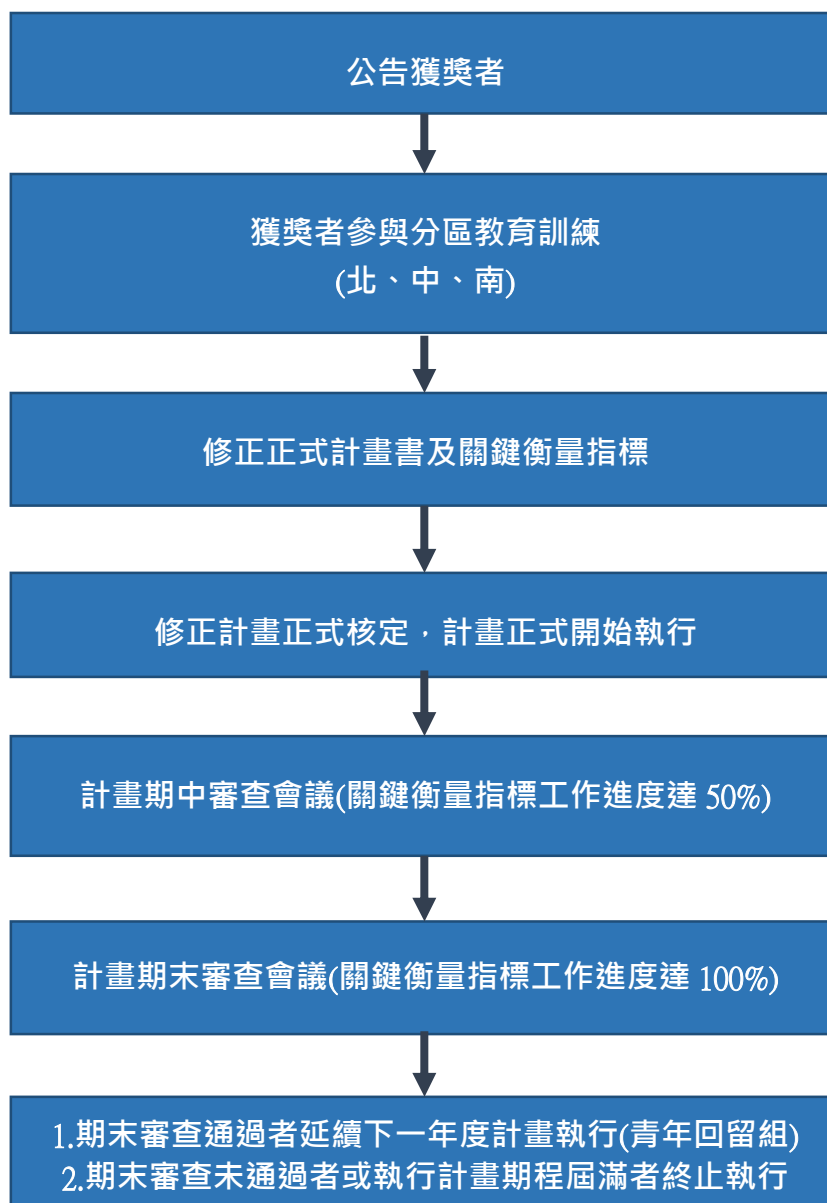 公告獲獎者
獲獎者參與分區教育訓練
(北、中、南)
修正正式計畫書及關鍵衡量指標
修正計畫正式核定，計畫正式開始執行
計畫期中審查會議(關鍵衡量指標工作進度達 50%)
計畫期末審查會議(關鍵衡量指標工作進度達 100%)
1.期末審查通過者延續下一年度計畫執行(青年回留組)
2.期末審查未通過者或執行計畫期程屆滿者終止執行